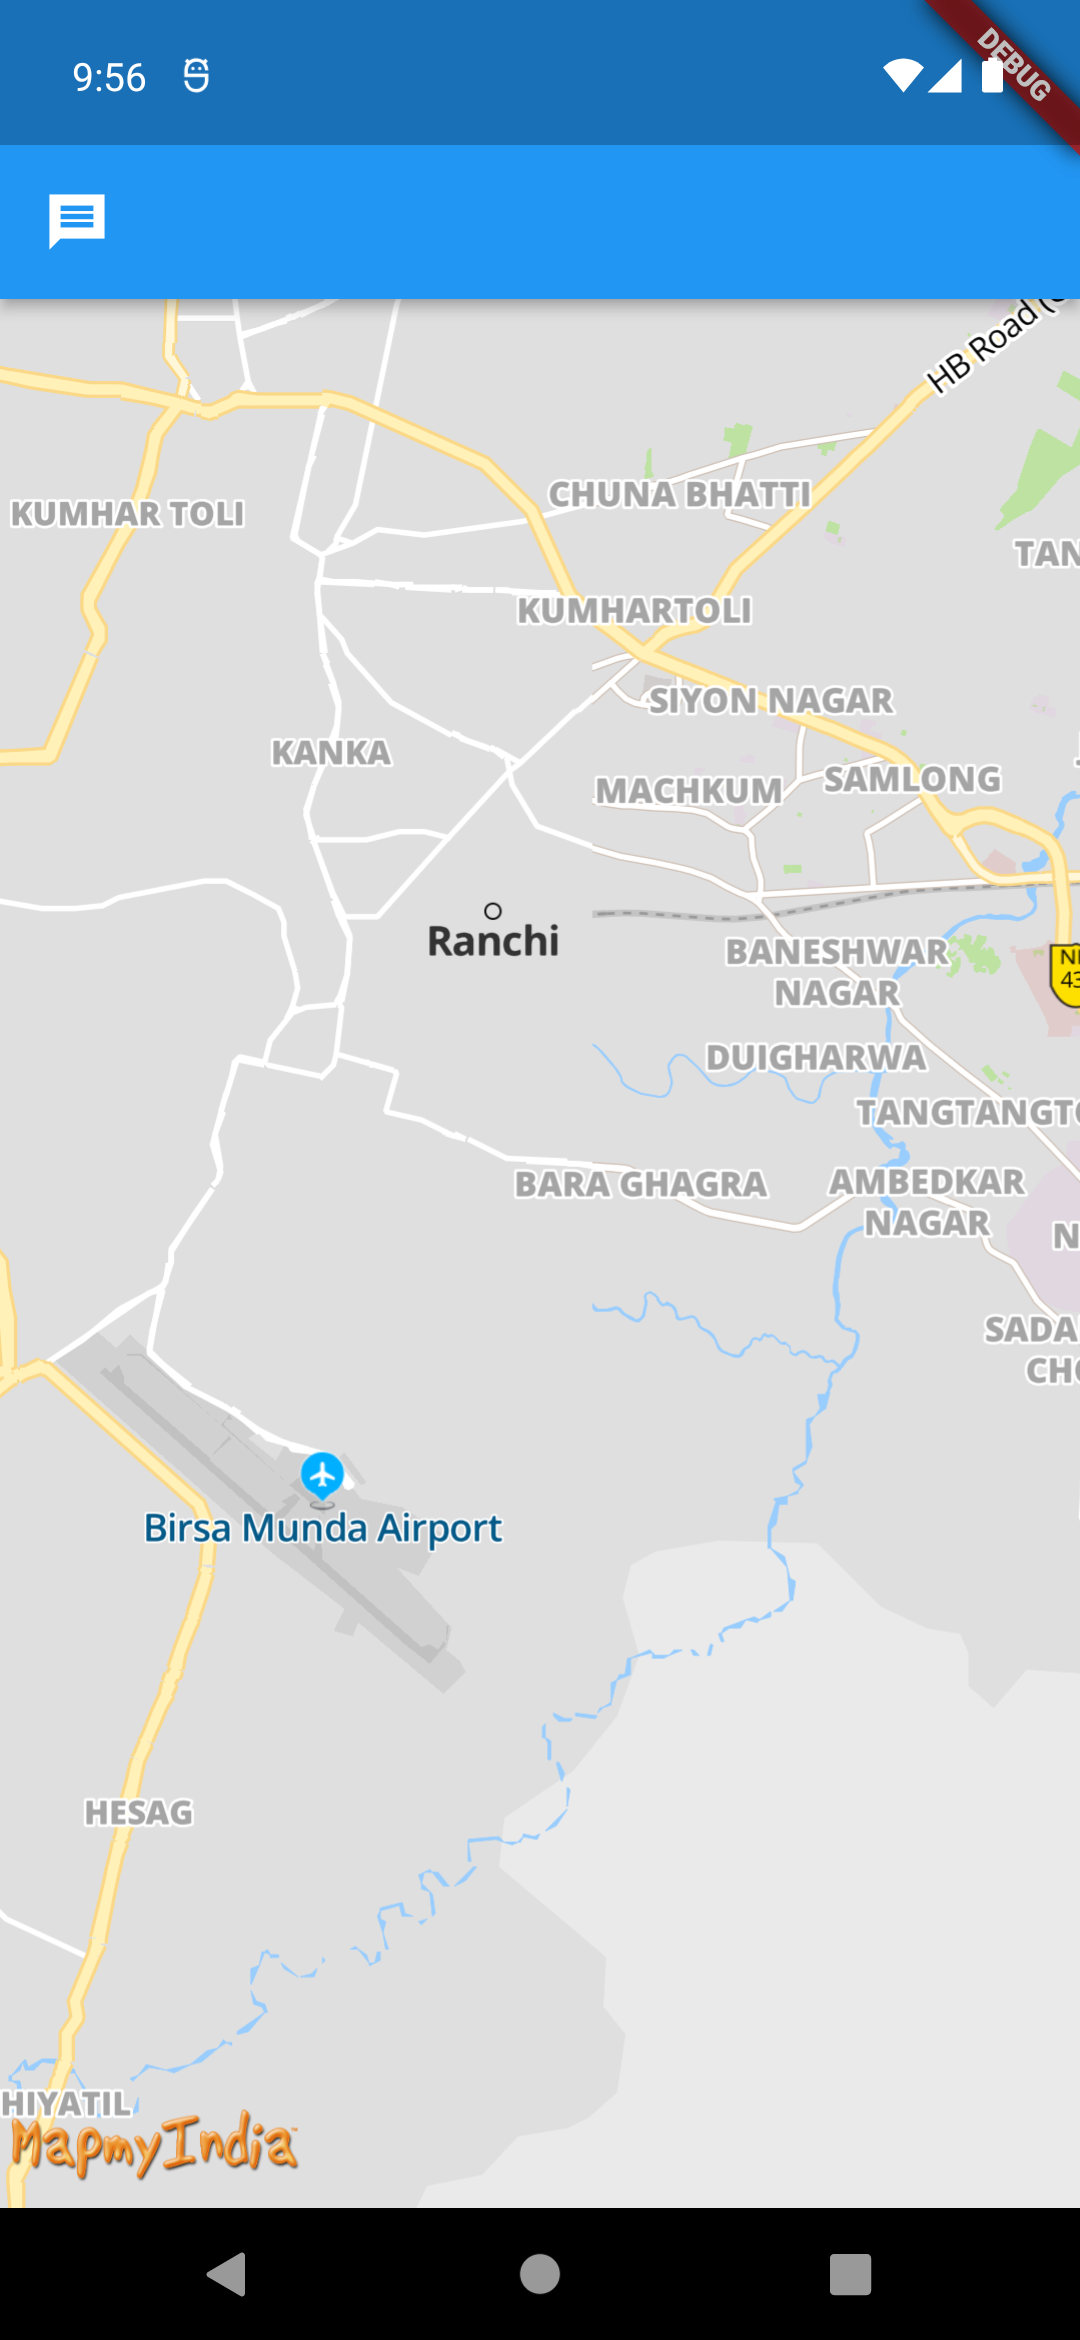 9:56
DEBUG
HB Road
KUMHAR TOLI
CHUNA BHATTI
TAN
KUMHARTOLI
SIYON NAGAR
KANKA
MACHKUM
SAMLONG
Ranchi
BANESHWAR
NAGAR
43
DUIGHARWA
TANGTANGT
BARA GHAGRA
AMBEDKAR
NAGAR
N
SADA
CH
Birsa Munda Airport
HESAG
HIYATIL
MapmyIndia